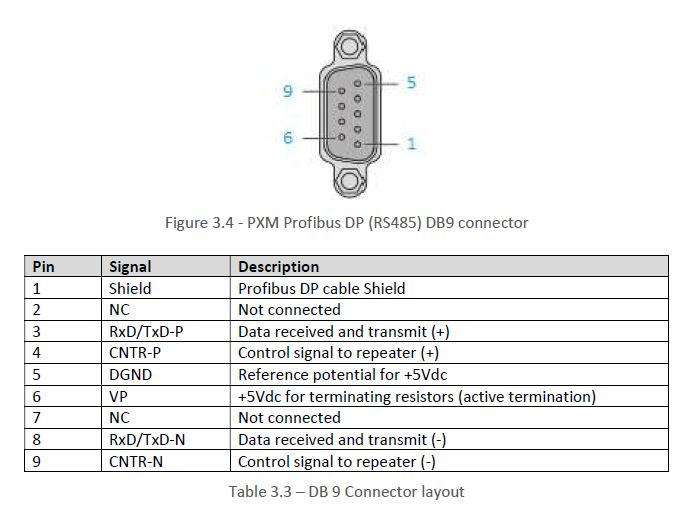 9
5
6
1
Figure 3.4 - PXM Profibus DP (RS485) DB9 connector
Pin Signal Description
1 Shield Profibus DP cable Shield
2 NC Not connected
3 RxD/TxD-P Data received and transmit (+)
4 CNTR-P Control signal to repeater (+)
5 DGND Reference potential for +5Vdc
6 VP +5Vdc for terminating resistors (active termination)
7 NC Not connected
8 RxD/TxD-N Data received and transmit (-)
9 CNTR-N Control signal to repeater (-)
Table 3.3 – DB 9 Connector layout